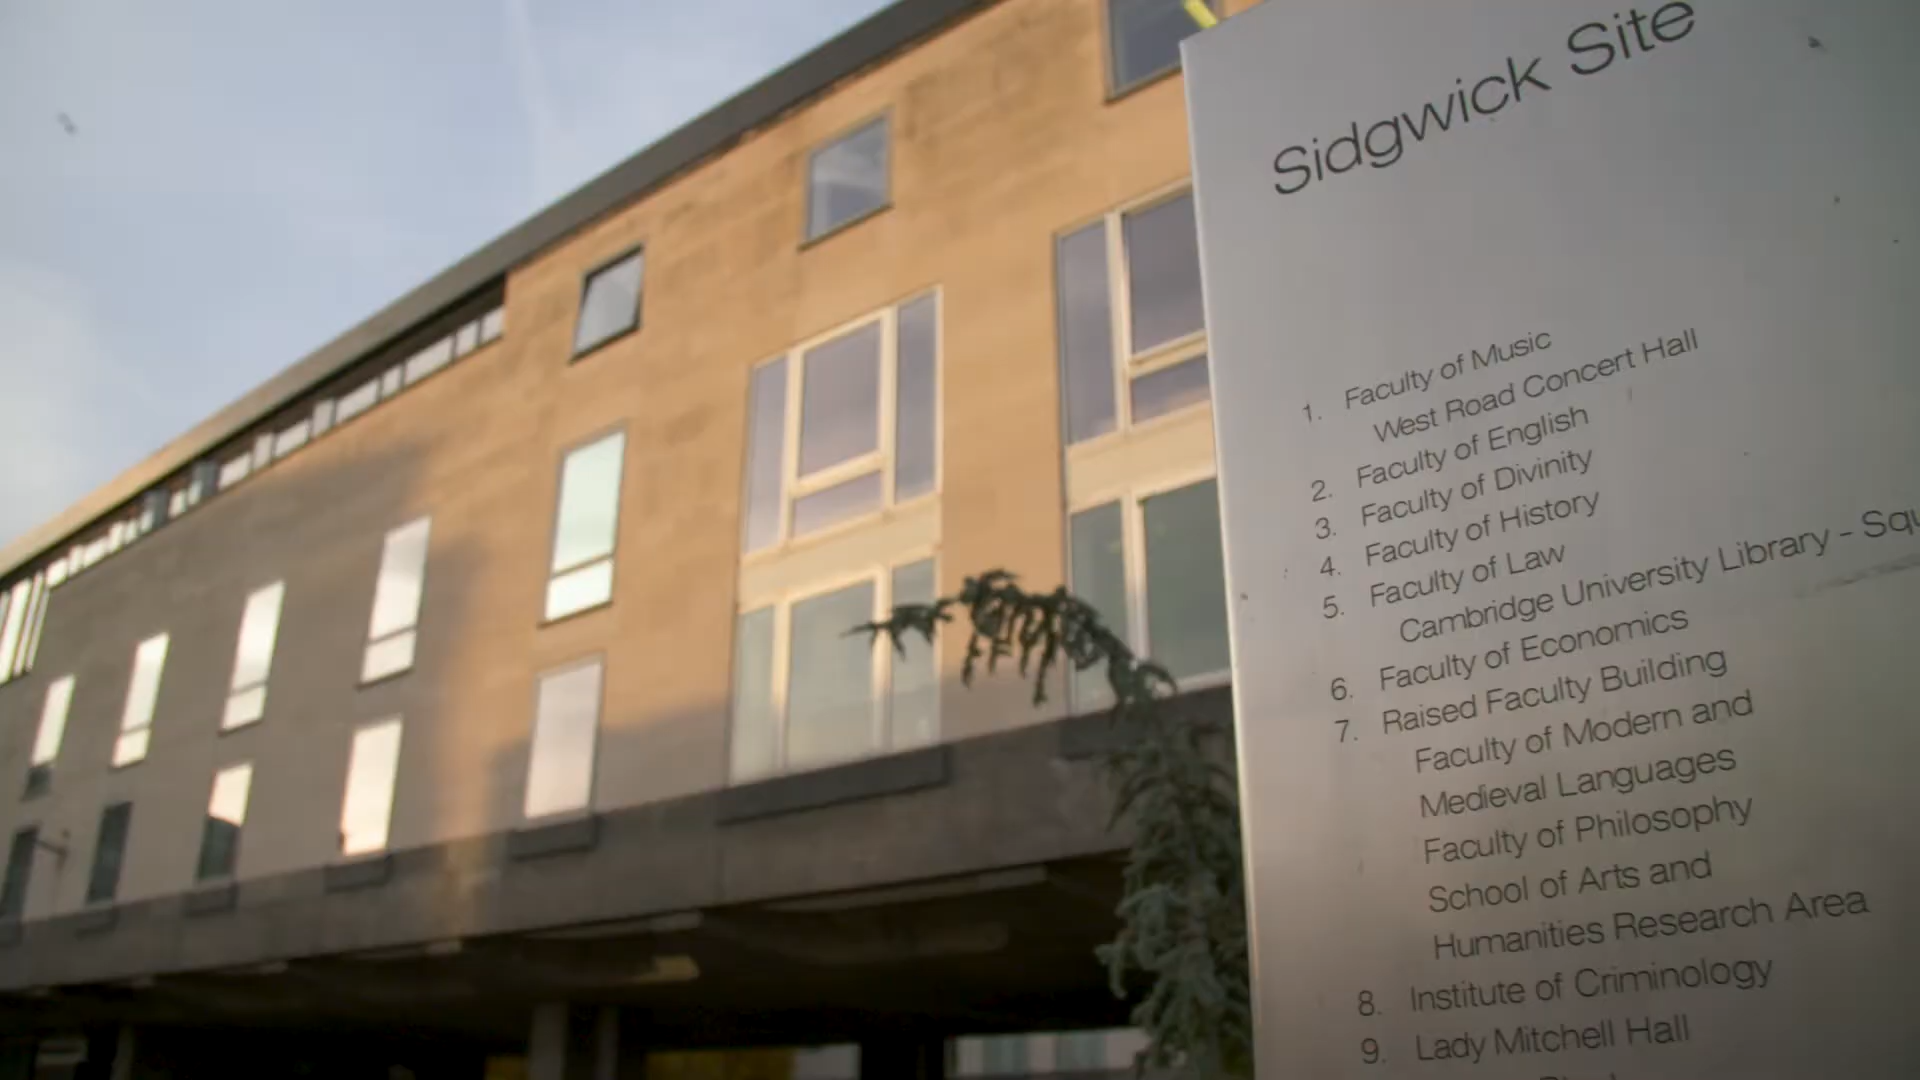 Sidgwick Site
1. Faculty of Music
West Road Concert Hall
2. Faculty of English
3. Faculty of Divinity
4. Faculty of History
5. Faculty of Law
Cambridge University Library - Squ
6. Faculty of Economics
7. Raised Faculty Building
Faculty of Modern and
Medieval Languages
Faculty of Philosophy
School of Arts and
Humanities Research Area
8. Institute of Criminology
9. Lady Mitchell Hall